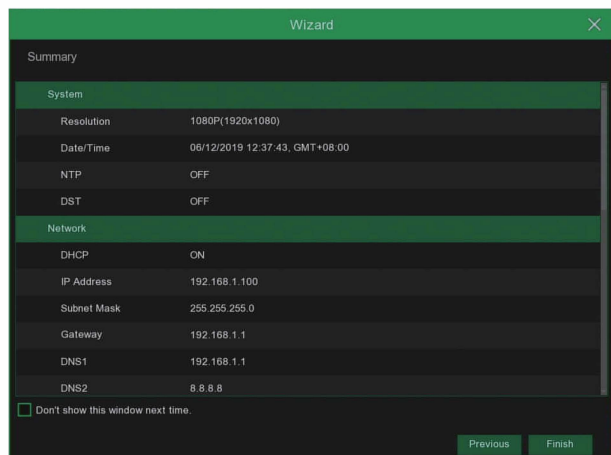 Wizard
Summary
System
Resolution 1080P(1920x1080)
Date/Time 06/12/2019 12:37:43, GMT+08:00
NTP OFF
DST OFF
Network
DHCP ON
IP Address 192.168.1.100
Subnet Mask 255.255.255.0
Gateway 192.168.1.1
DNS1 192.168.1.1
DNS2 8.8.8.8
Don't show this window next time.
Previous Finish